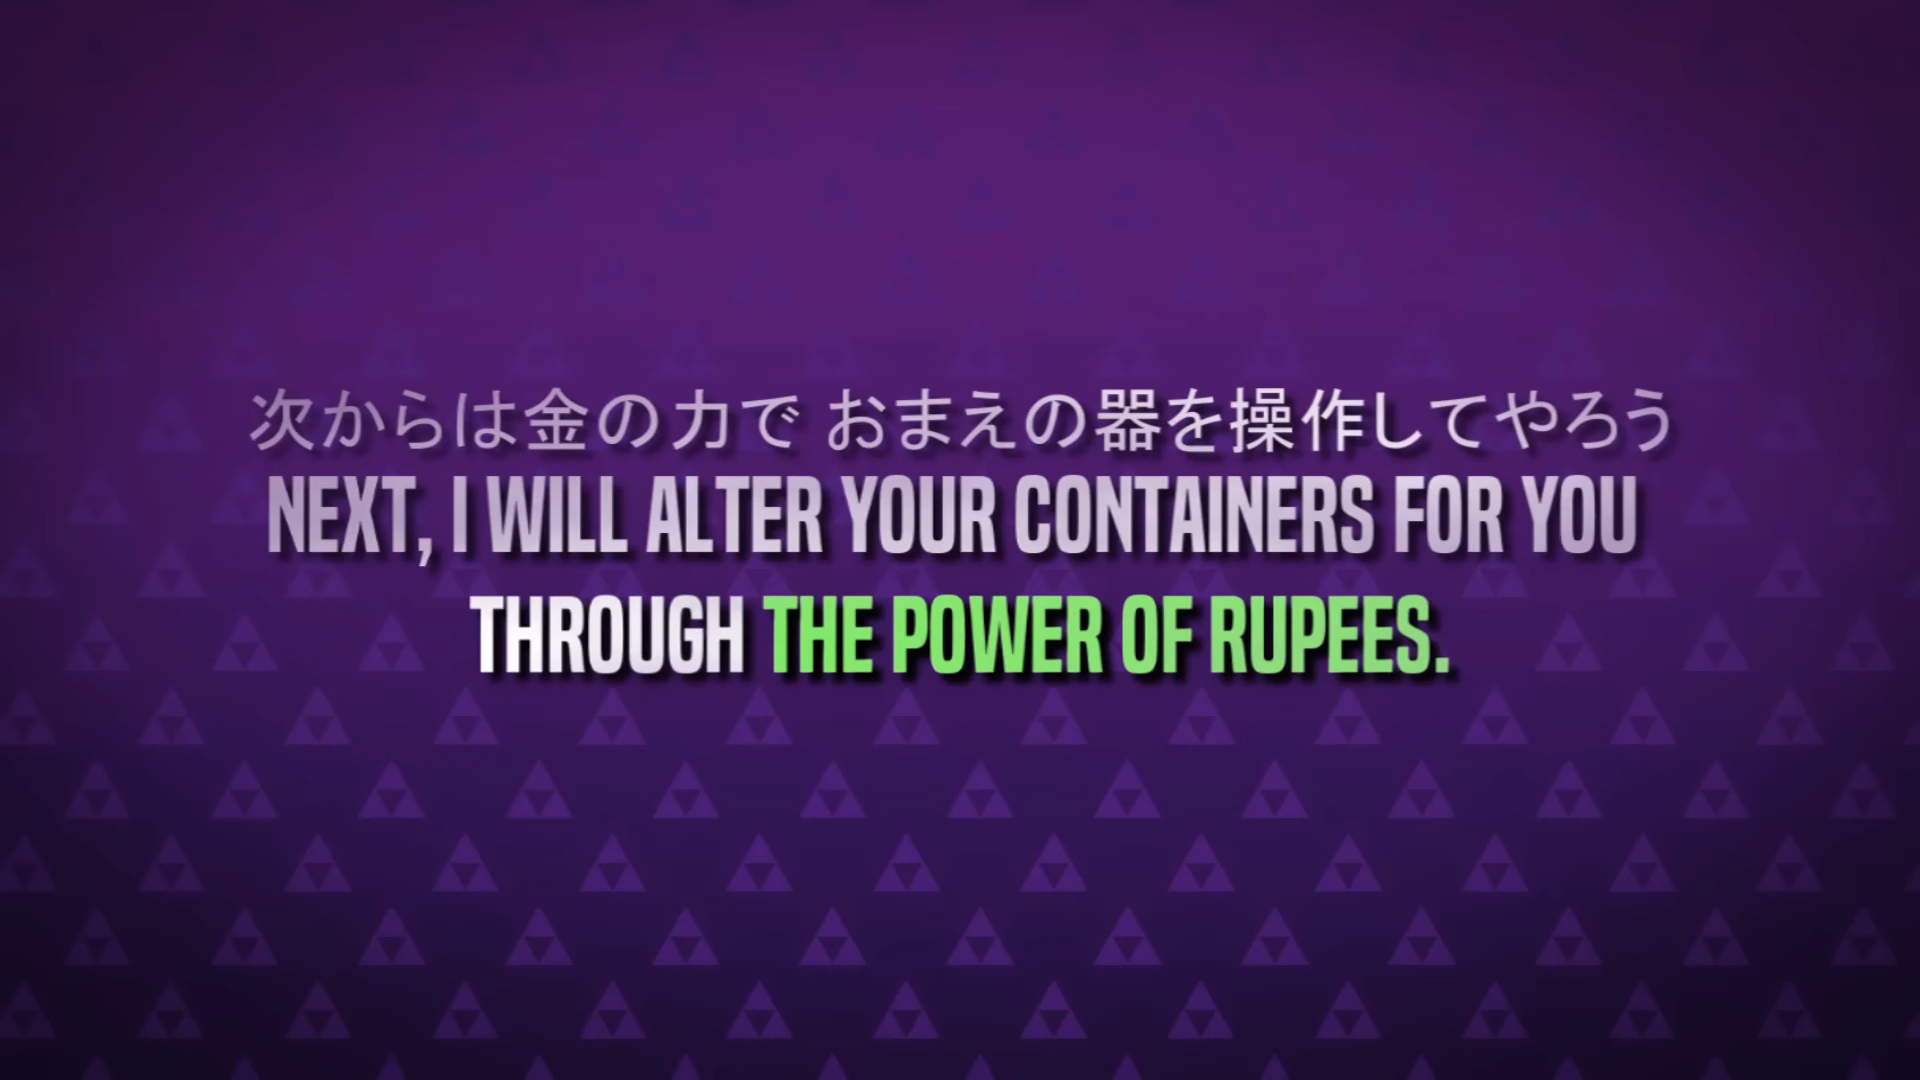 次からは金の力で おまえの器を操作してやろう
NEXT, I WILL ALTER YOUR CONTAINERS FOR YOU
THROUGH THE POWER OF RUPEES.